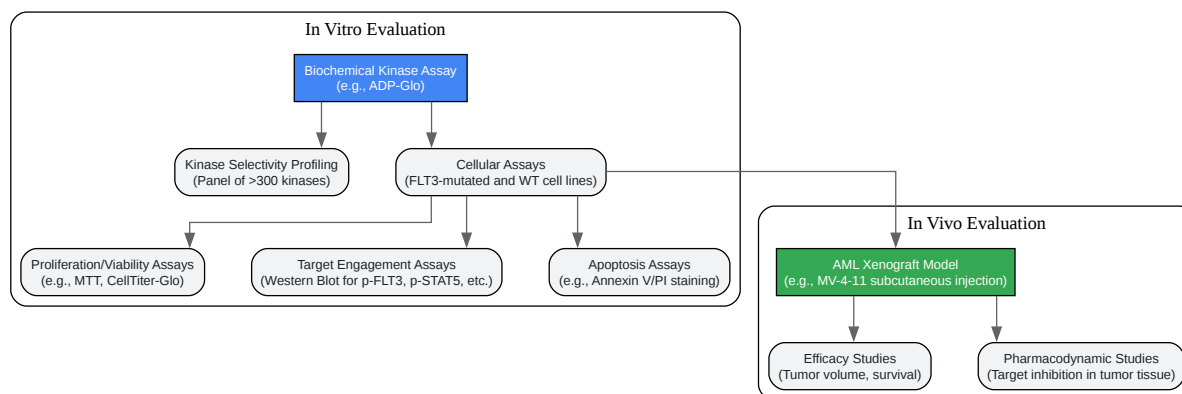 In Vitro Evaluation
Biochemical Kinase Assay
(e.g., ADP-Glo)
Kinase Selectivity Profiling
(Panel of >300 kinases)
Cellular Assays
(FLT3-mutated and WT cell lines)
Proliferation/Viability Assays
(e.g., MTT, CellTiter-Glo)
Target Engagement Assays
(Western Blot for p-FLT3, p-STAT5, etc.)
Apoptosis Assays
(e.g., Annexin V/PI staining)
In Vivo Evaluation
AML Xenograft Model
(e.g., MV-4-11 subcutaneous injection)
Efficacy Studies
(Tumor volume, survival)
Pharmacodynamic Studies
(Target inhibition in tumor tissue)